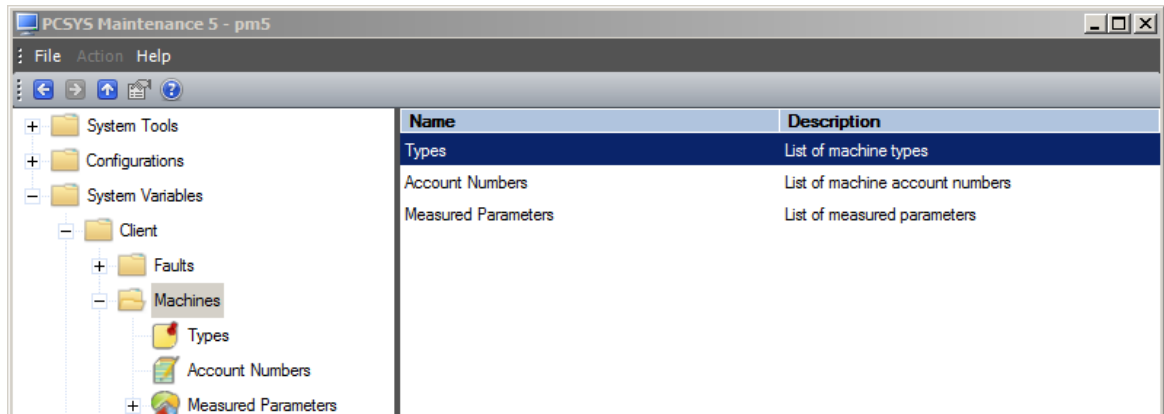 PCSYS Maintenance 5 - pm5
File Action Help
System Tools
Configurations
System Variables
Client
Faults
Machines
Types
Account Numbers
Measured Parameters
Name Description
Types List of machine types
Account Numbers List of machine account numbers
Measured Parameters List of measured parameters